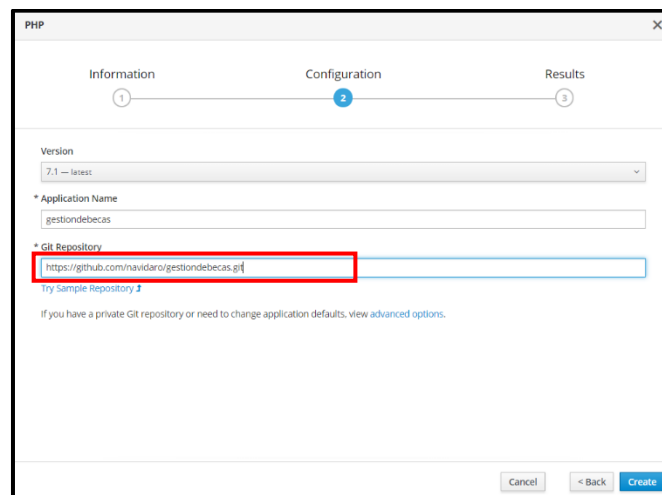 PHP
Information Configuration Results
1 2 3
Version
7.1 — latest
* Application Name
gestiondebecas
* Git Repository
https://github.com/navidaro/gestiondebecas.git
Try Sample Repository
If you have a private Git repository or need to change application defaults, view advanced options.
Cancel < Back Create